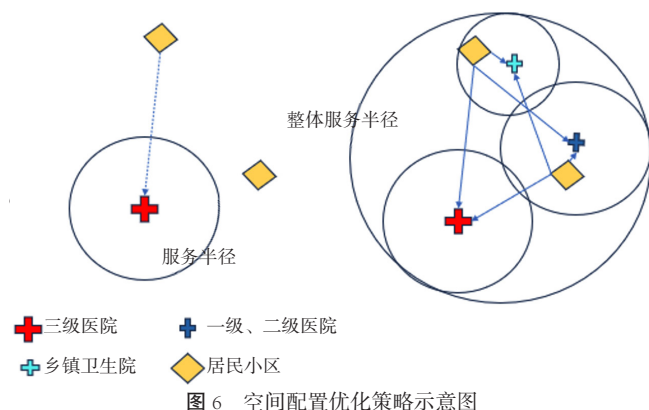 整体服务半径
服务半径
三级医院
一级、二级医院
乡镇卫生院
居民小区
图 6 空间配置优化策略示意图